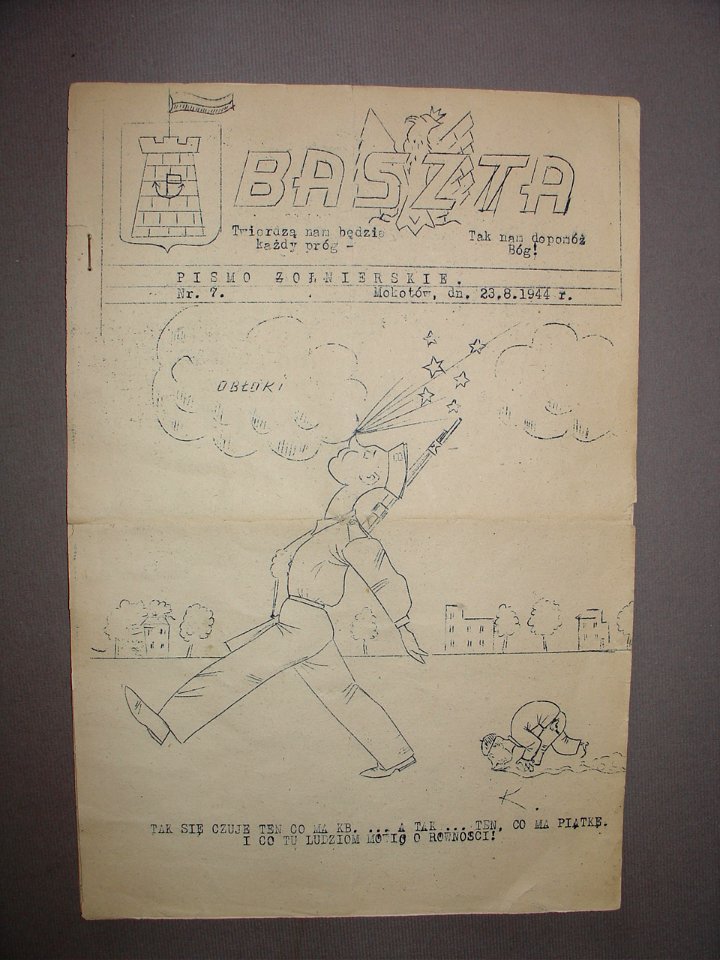 BASZTA
Twierdzą nam będzie
każdy próg -
Tak nam dopomóż
Bóg!
PISMO ŻOŁNIERSKIE.
Nr. 7. Mokotów, dn. 23.8.1944 r.
OBŁOKI
K.
TAK SIĘ CZUJE TEN CO MA KB. ... A TAK ... TEN, CO MA PIĄTKĘ.
I CO TU LUDZIOM MÓWIĆ O RÓWNOŚCI!